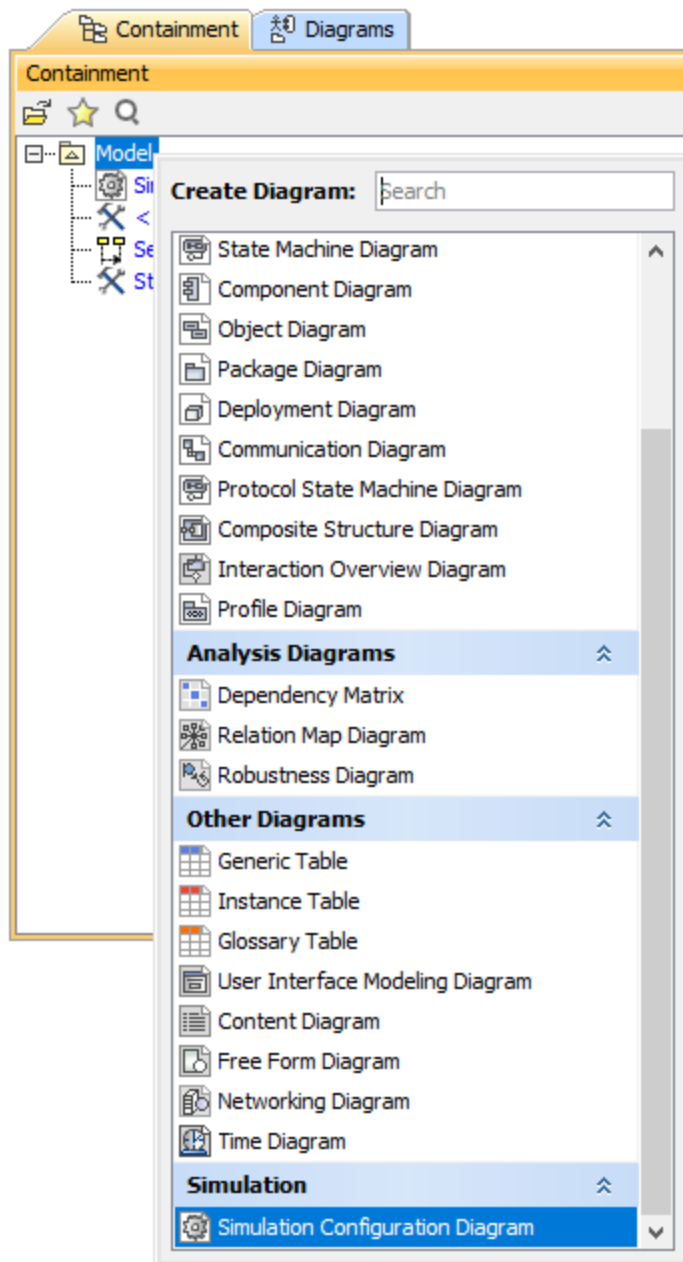 Containment Diagrams
Containment
Model
Create Diagram: Search
Si
<
Se
St
State Machine Diagram
Component Diagram
Object Diagram
Package Diagram
Deployment Diagram
Communication Diagram
Protocol State Machine Diagram
Composite Structure Diagram
Interaction Overview Diagram
Profile Diagram
Analysis Diagrams
Dependency Matrix
Relation Map Diagram
Robustness Diagram
Other Diagrams
Generic Table
Instance Table
Glossary Table
User Interface Modeling Diagram
Content Diagram
Free Form Diagram
Networking Diagram
Time Diagram
Simulation
Simulation Configuration Diagram